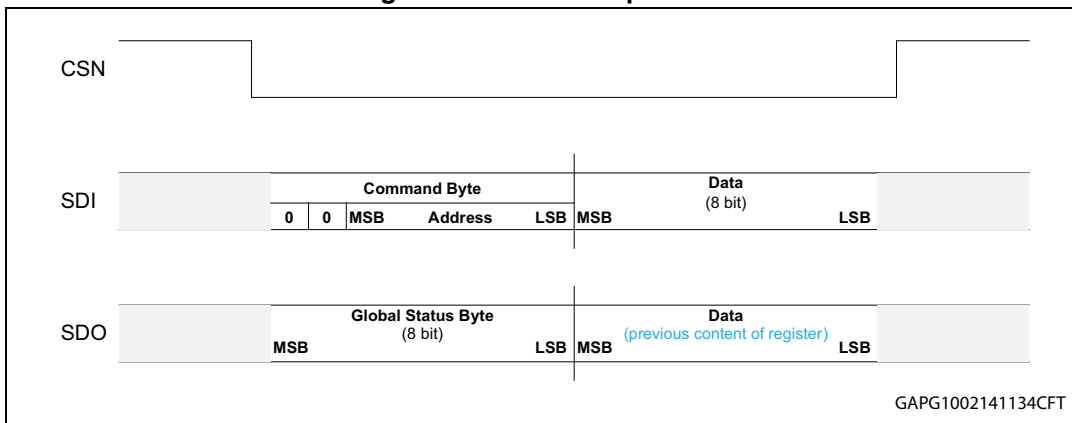 CSN
SDI
Command Byte
0 0 MSB Address LSB
Data
(8 bit)
MSB LSB
SDO
Global Status Byte
(8 bit)
MSB LSB
Data
(previous content of register)
MSB LSB
GAPG1002141134CFT